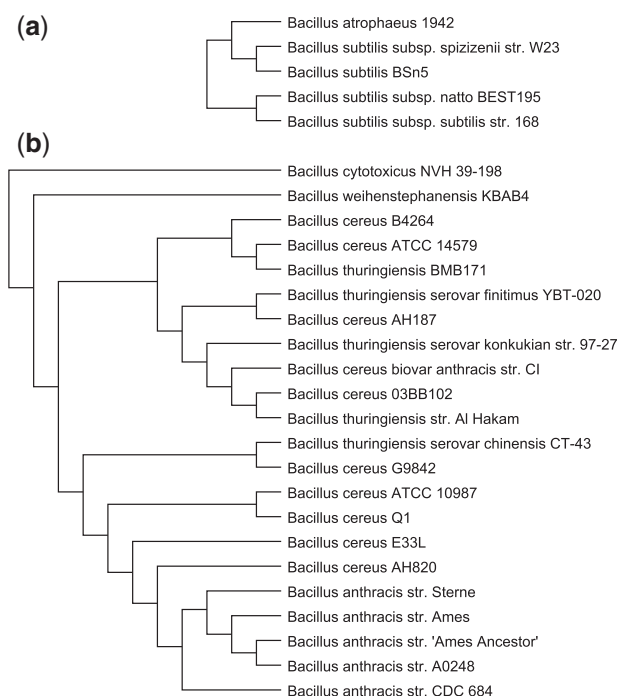 (a)
Bacillus atrophaeus 1942
Bacillus subtilis subsp. spizizenii str. W23
Bacillus subtilis BSn5
Bacillus subtilis subsp. natto BEST195
Bacillus subtilis subsp. subtilis str. 168
(b)
Bacillus cytotoxicus NVH 39-198
Bacillus weihenstephanensis KBAB4
Bacillus cereus B4264
Bacillus cereus ATCC 14579
Bacillus thuringiensis BMB171
Bacillus thuringiensis serovar finitimus YBT-020
Bacillus cereus AH187
Bacillus thuringiensis serovar konkukian str. 97-27
Bacillus cereus biovar anthracis str. CI
Bacillus cereus 03BB102
Bacillus thuringiensis str. Al Hakam
Bacillus thuringiensis serovar chinensis CT-43
Bacillus cereus G9842
Bacillus cereus ATCC 10987
Bacillus cereus Q1
Bacillus cereus E33L
Bacillus cereus AH820
Bacillus anthracis str. Sterne
Bacillus anthracis str. Ames
Bacillus anthracis str. 'Ames Ancestor'
Bacillus anthracis str. A0248
Bacillus anthracis str. CDC 684